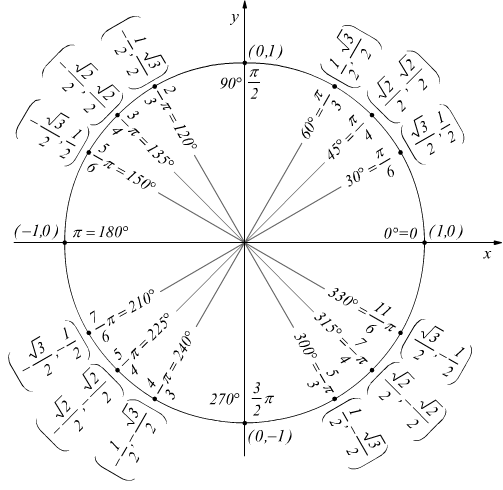 y
(0,1)
90° π/2
(1/2, √3/2)
60° = π/3
(√2/2, √2/2)
45° = π/4
(√3/2, 1/2)
30° = π/6
(-1/2, √3/2)
2/3 π = 120°
(-√2/2, √2/2)
3/4 π = 135°
(-√3/2, 1/2)
5/6 π = 150°
(-1,0)
π = 180°
0° = 0
(1,0)
x
7/6 π = 210°
(-√3/2, -1/2)
5/4 π = 225°
(-√2/2, -√2/2)
4/3 π = 240°
(-1/2, -√3/2)
330° = 11/6 π
(√3/2, -1/2)
315° = 7/4 π
(√2/2, -√2/2)
300° = 5/3 π
(1/2, -√3/2)
270° 3/2 π
(0,-1)